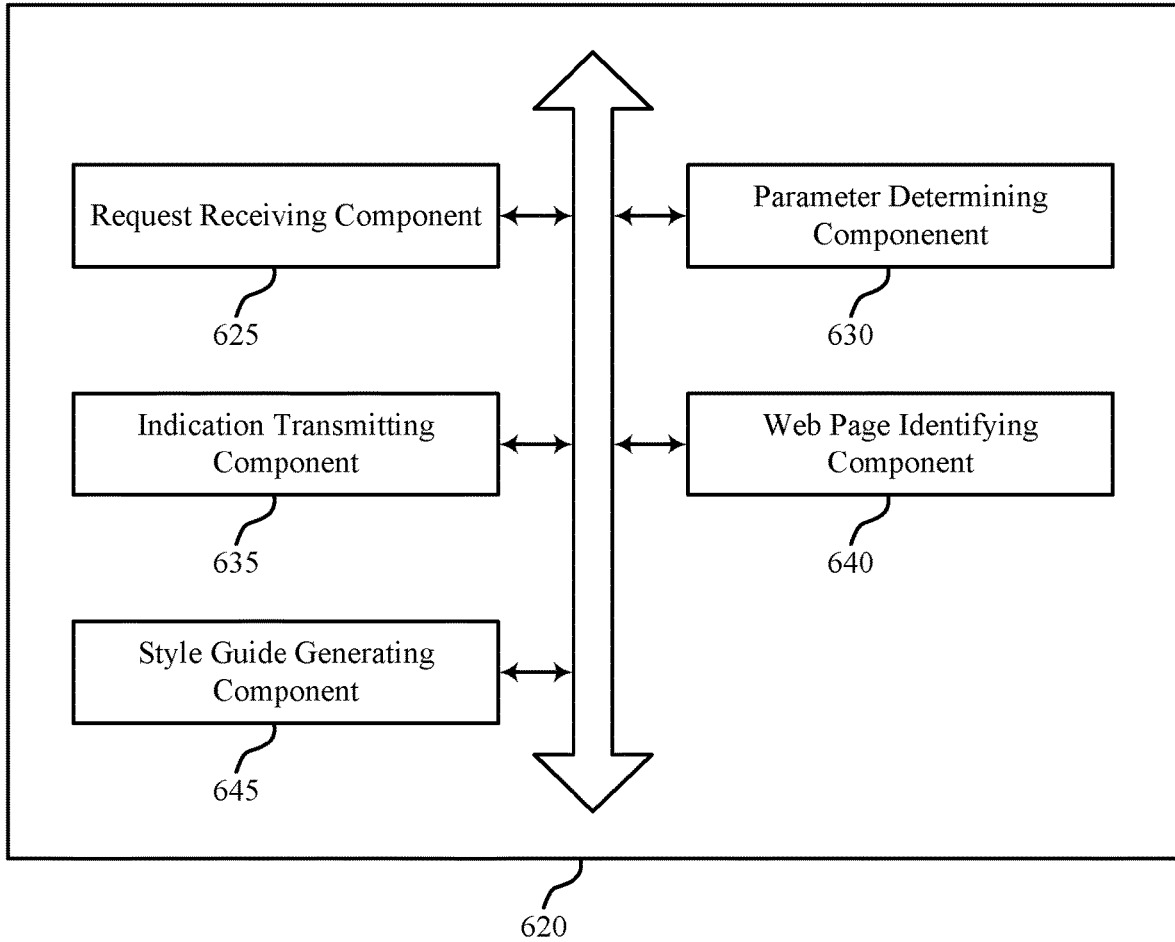 Request Receiving Component
625
Parameter Determining
Componenent
630
Indication Transmitting
Component
635
Web Page Identifying
Component
640
Style Guide Generating
Component
645
620